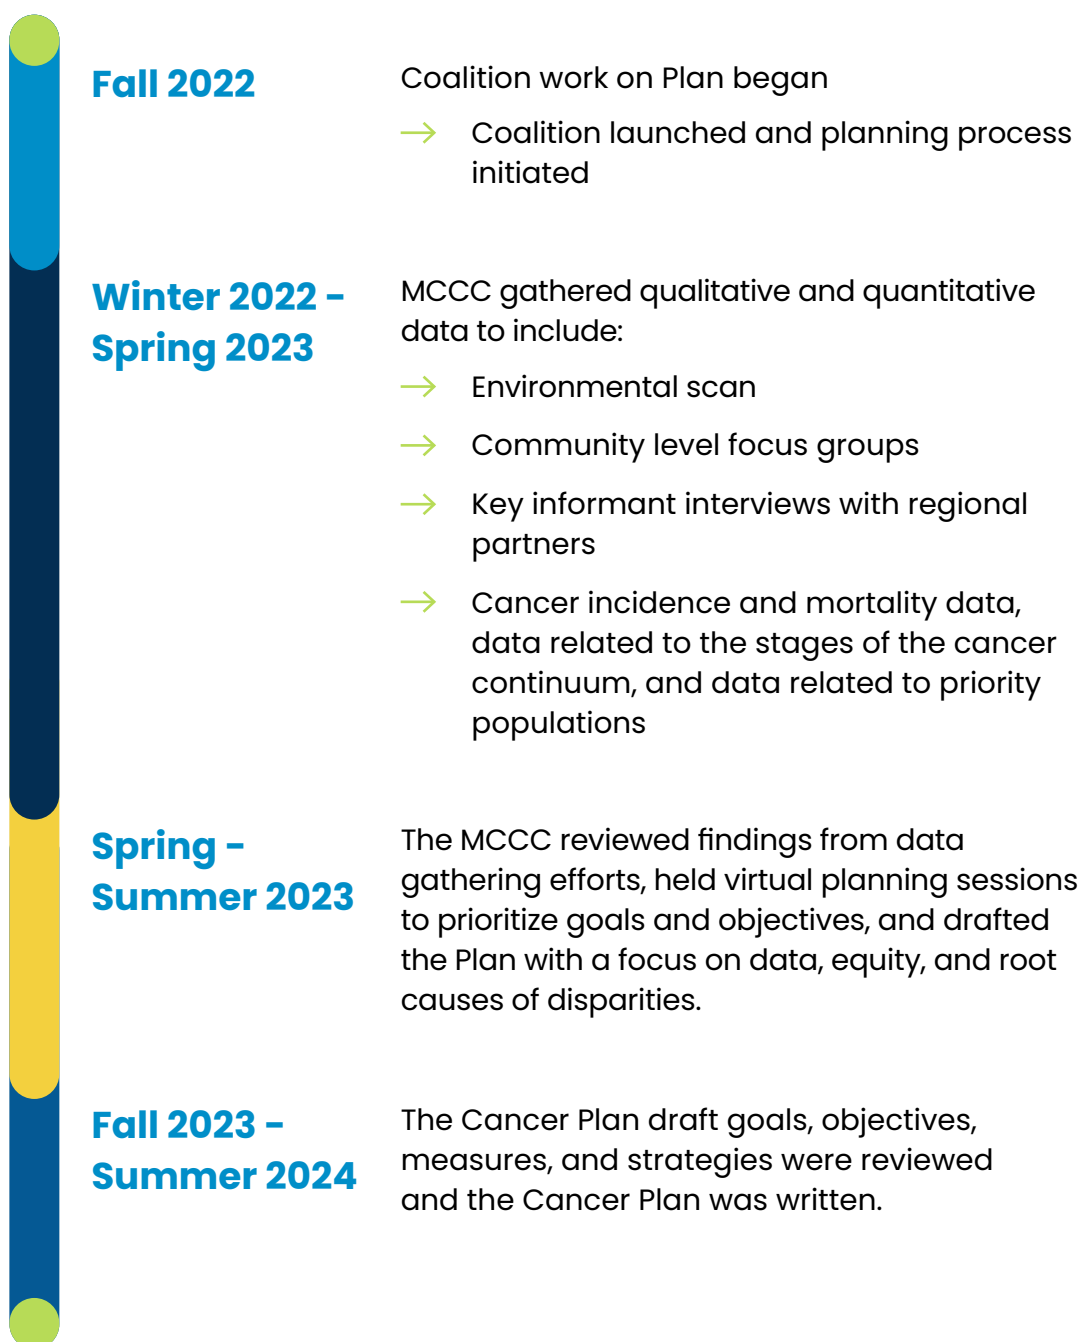 Fall 2022
Coalition work on Plan began
Coalition launched and planning process
initiated
Winter 2022 -
Spring 2023
MCCC gathered qualitative and quantitative
data to include:
Environmental scan
Community level focus groups
Key informant interviews with regional
partners
Cancer incidence and mortality data,
data related to the stages of the cancer
continuum, and data related to priority
populations
Spring -
Summer 2023
The MCCC reviewed findings from data
gathering efforts, held virtual planning sessions
to prioritize goals and objectives, and drafted
the Plan with a focus on data, equity, and root
causes of disparities.
Fall 2023 -
Summer 2024
The Cancer Plan draft goals, objectives,
measures, and strategies were reviewed
and the Cancer Plan was written.